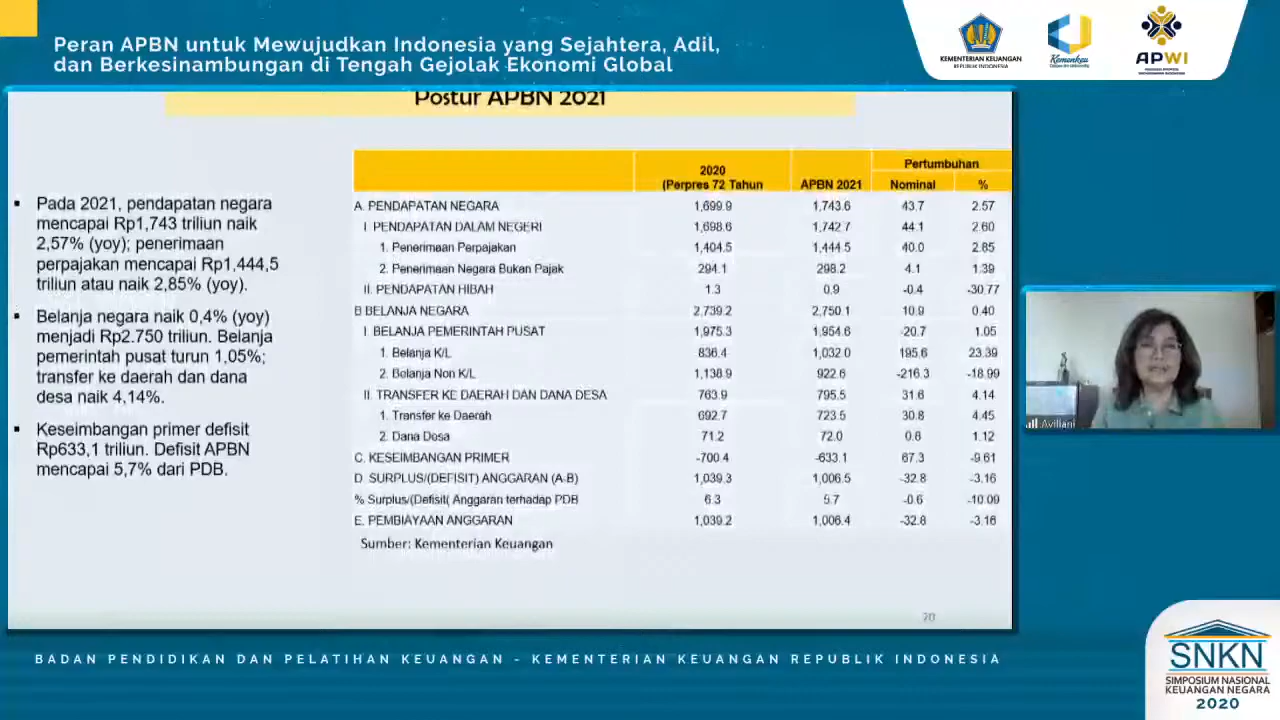 Peran APBN untuk Mewujudkan Indonesia yang Sejahtera, Adil,
dan Berkesinambungan di Tengah Gejolak Ekonomi Global
KEMENTERIAN KEUANGAN
REPUBLIK INDONESIA
Kemenkeu
APWI
Postur APBN 2021
Pada 2021, pendapatan negara
mencapai Rp1,743 triliun naik
2,57% (yoy); penerimaan
perpajakan mencapai Rp1,444,5
triliun atau naik 2,85% (yoy).
Belanja negara naik 0,4% (yoy)
menjadi Rp2.750 triliun. Belanja
pemerintah pusat turun 1,05%;
transfer ke daerah dan dana
desa naik 4,14%.
Keseimbangan primer defisit
Rp633,1 triliun. Defisit APBN
mencapai 5,7% dari PDB.
2020 (Perpres 72 Tahun APBN 2021 Pertumbuhan
Nominal %
A. PENDAPATAN NEGARA 1,699.9 1,743.6 43.7 2.57
I PENDAPATAN DALAM NEGERI 1,698.6 1,742.7 44.1 2.60
1. Penerimaan Perpajakan 1,404.5 1,444.5 40.0 2.85
2. Penerimaan Negara Bukan Pajak 294.1 298.2 4.1 1.39
II. PENDAPATAN HIBAH 1.3 0.9 -0.4 -30.77
B BELANJA NEGARA 2,739.2 2,750.1 10.9 0.40
I BELANJA PEMERINTAH PUSAT 1,975.3 1,954.6 -20.7 1.05
1. Belanja K/L 836.4 1,032.0 195.6 23.39
2. Belanja Non K/L 1,138.9 922.6 -216.3 -18.99
II. TRANSFER KE DAERAH DAN DANA DESA 763.9 795.5 31.6 4.14
1. Transfer ke Daerah 692.7 723.5 30.8 4.45
2. Dana Desa 71.2 72.0 0.8 1.12
C. KESEIMBANGAN PRIMER -700.4 -633.1 67.3 -9.61
D. SURPLUS/(DEFISIT) ANGGARAN (A-B) 1,039.3 1,006.5 -32.8 -3.16
% Surplus/(Defisit( Anggaran terhadap PDB 6.3 5.7 -0.6 -10.09
E. PEMBIAYAAN ANGGARAN 1,039.2 1,006.4 -32.8 -3.16
Sumber: Kementerian Keuangan
20
Aviliani
BADAN PENDIDIKAN DAN PELATIHAN KEUANGAN - KEMENTERIAN KEUANGAN REPUBLIK INDONESIA
SNKN
SIMPOSIUM NASIONAL
KEUANGAN NEGARA
2020